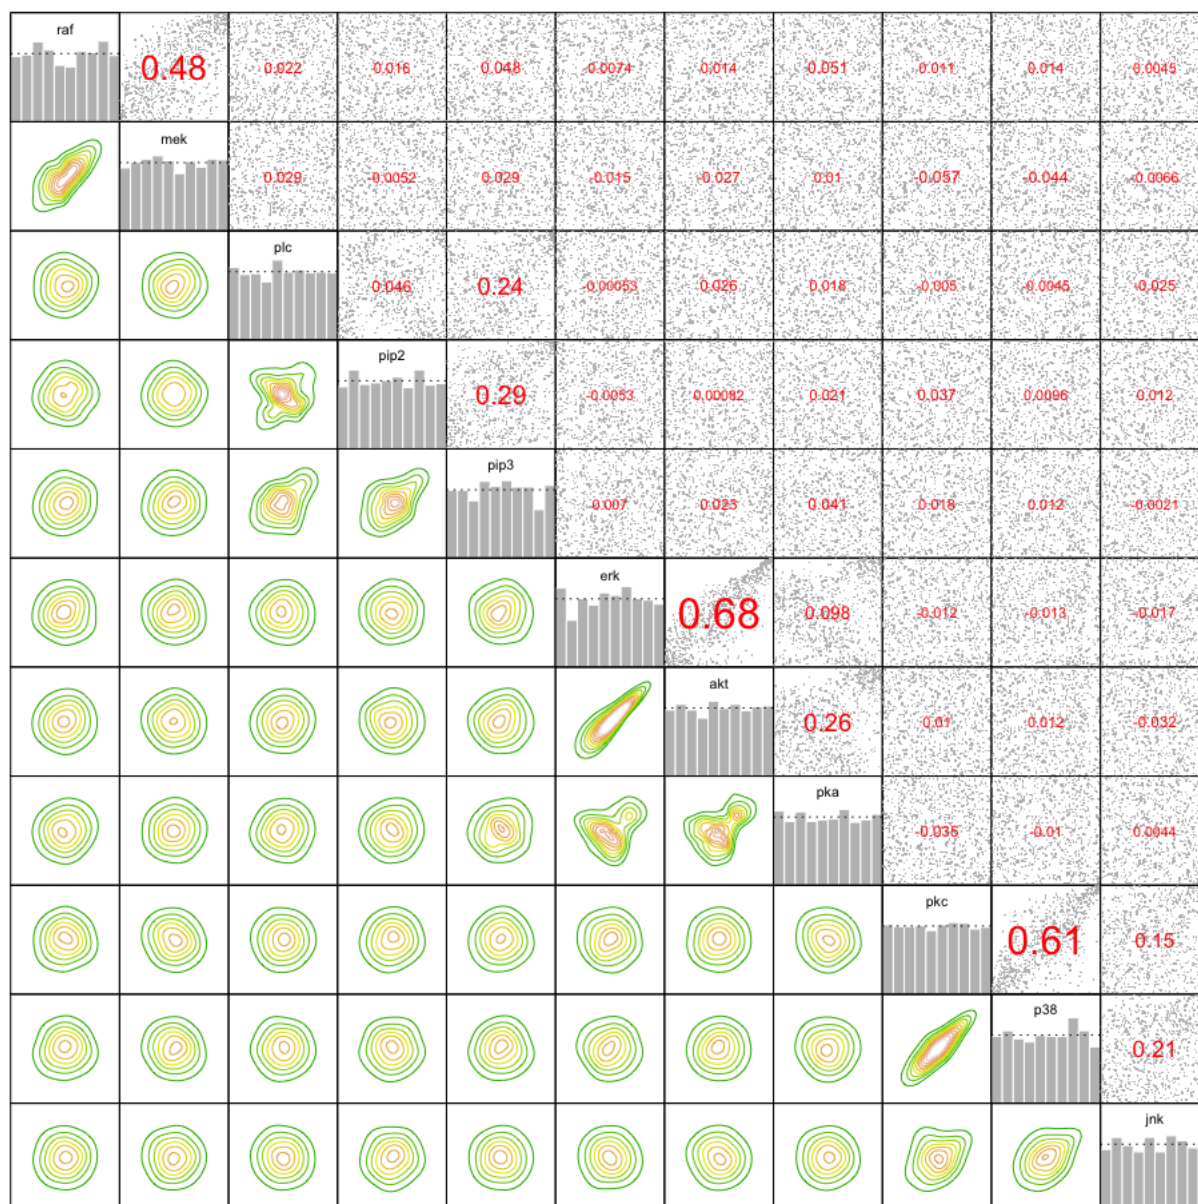 raf
0.48 0.022 0.016 0.048 0.0074 0.014 0.051 0.011 0.014 0.0045
mek
0.029 -0.0052 0.029 -0.015 -0.027 0.01 -0.057 -0.044 -0.0066
plc
0.046 0.24 -0.00053 0.026 0.018 -0.005 -0.0045 -0.025
pip2
0.29 -0.0053 0.00082 0.021 0.037 0.0096 0.012
pip3
0.007 0.023 0.041 0.018 0.012 -0.0021
erk
0.68 0.098 -0.012 -0.013 -0.017
akt
0.26 0.01 0.012 -0.032
pka
-0.035 -0.01 0.0044
pkc
0.61 0.15
p38
0.21
jnk